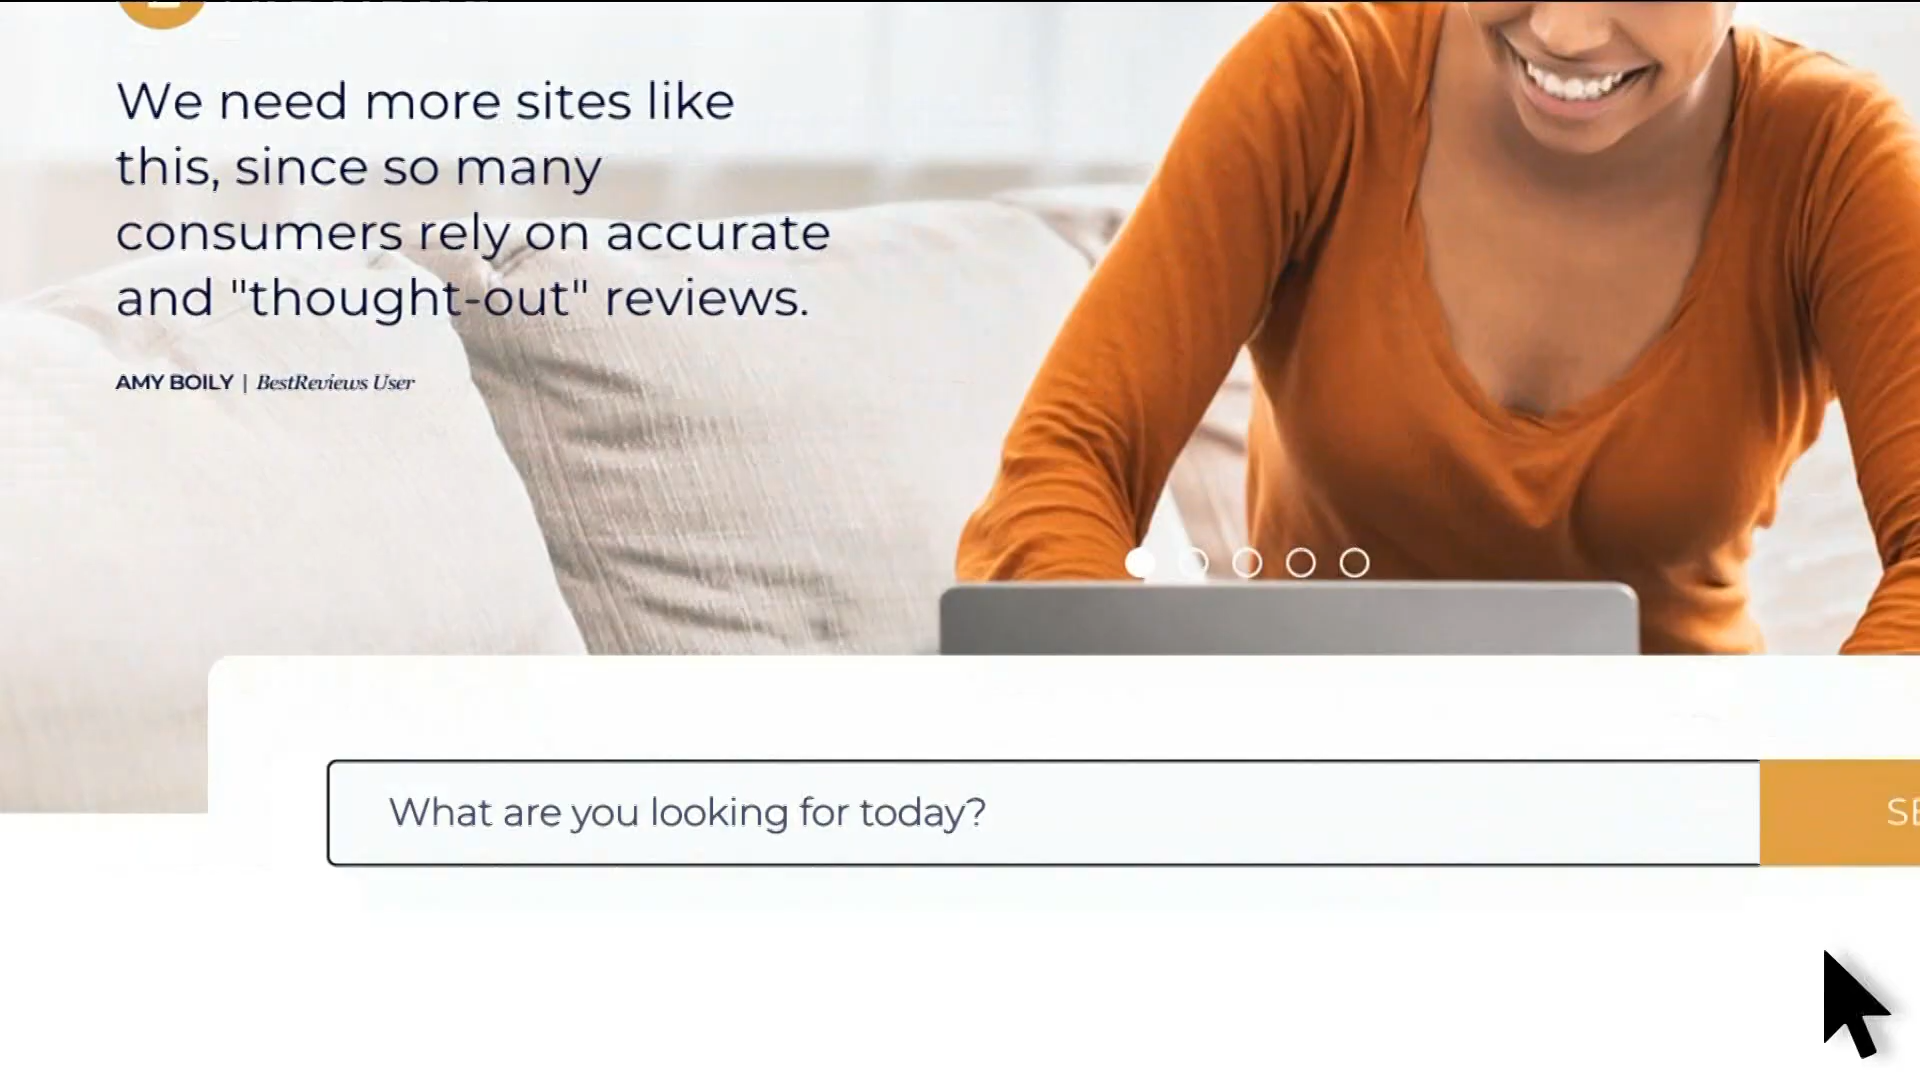 We need more sites like
this, since so many
consumers rely on accurate
and "thought-out" reviews.
AMY BOILY | BestReviews User
What are you looking for today?